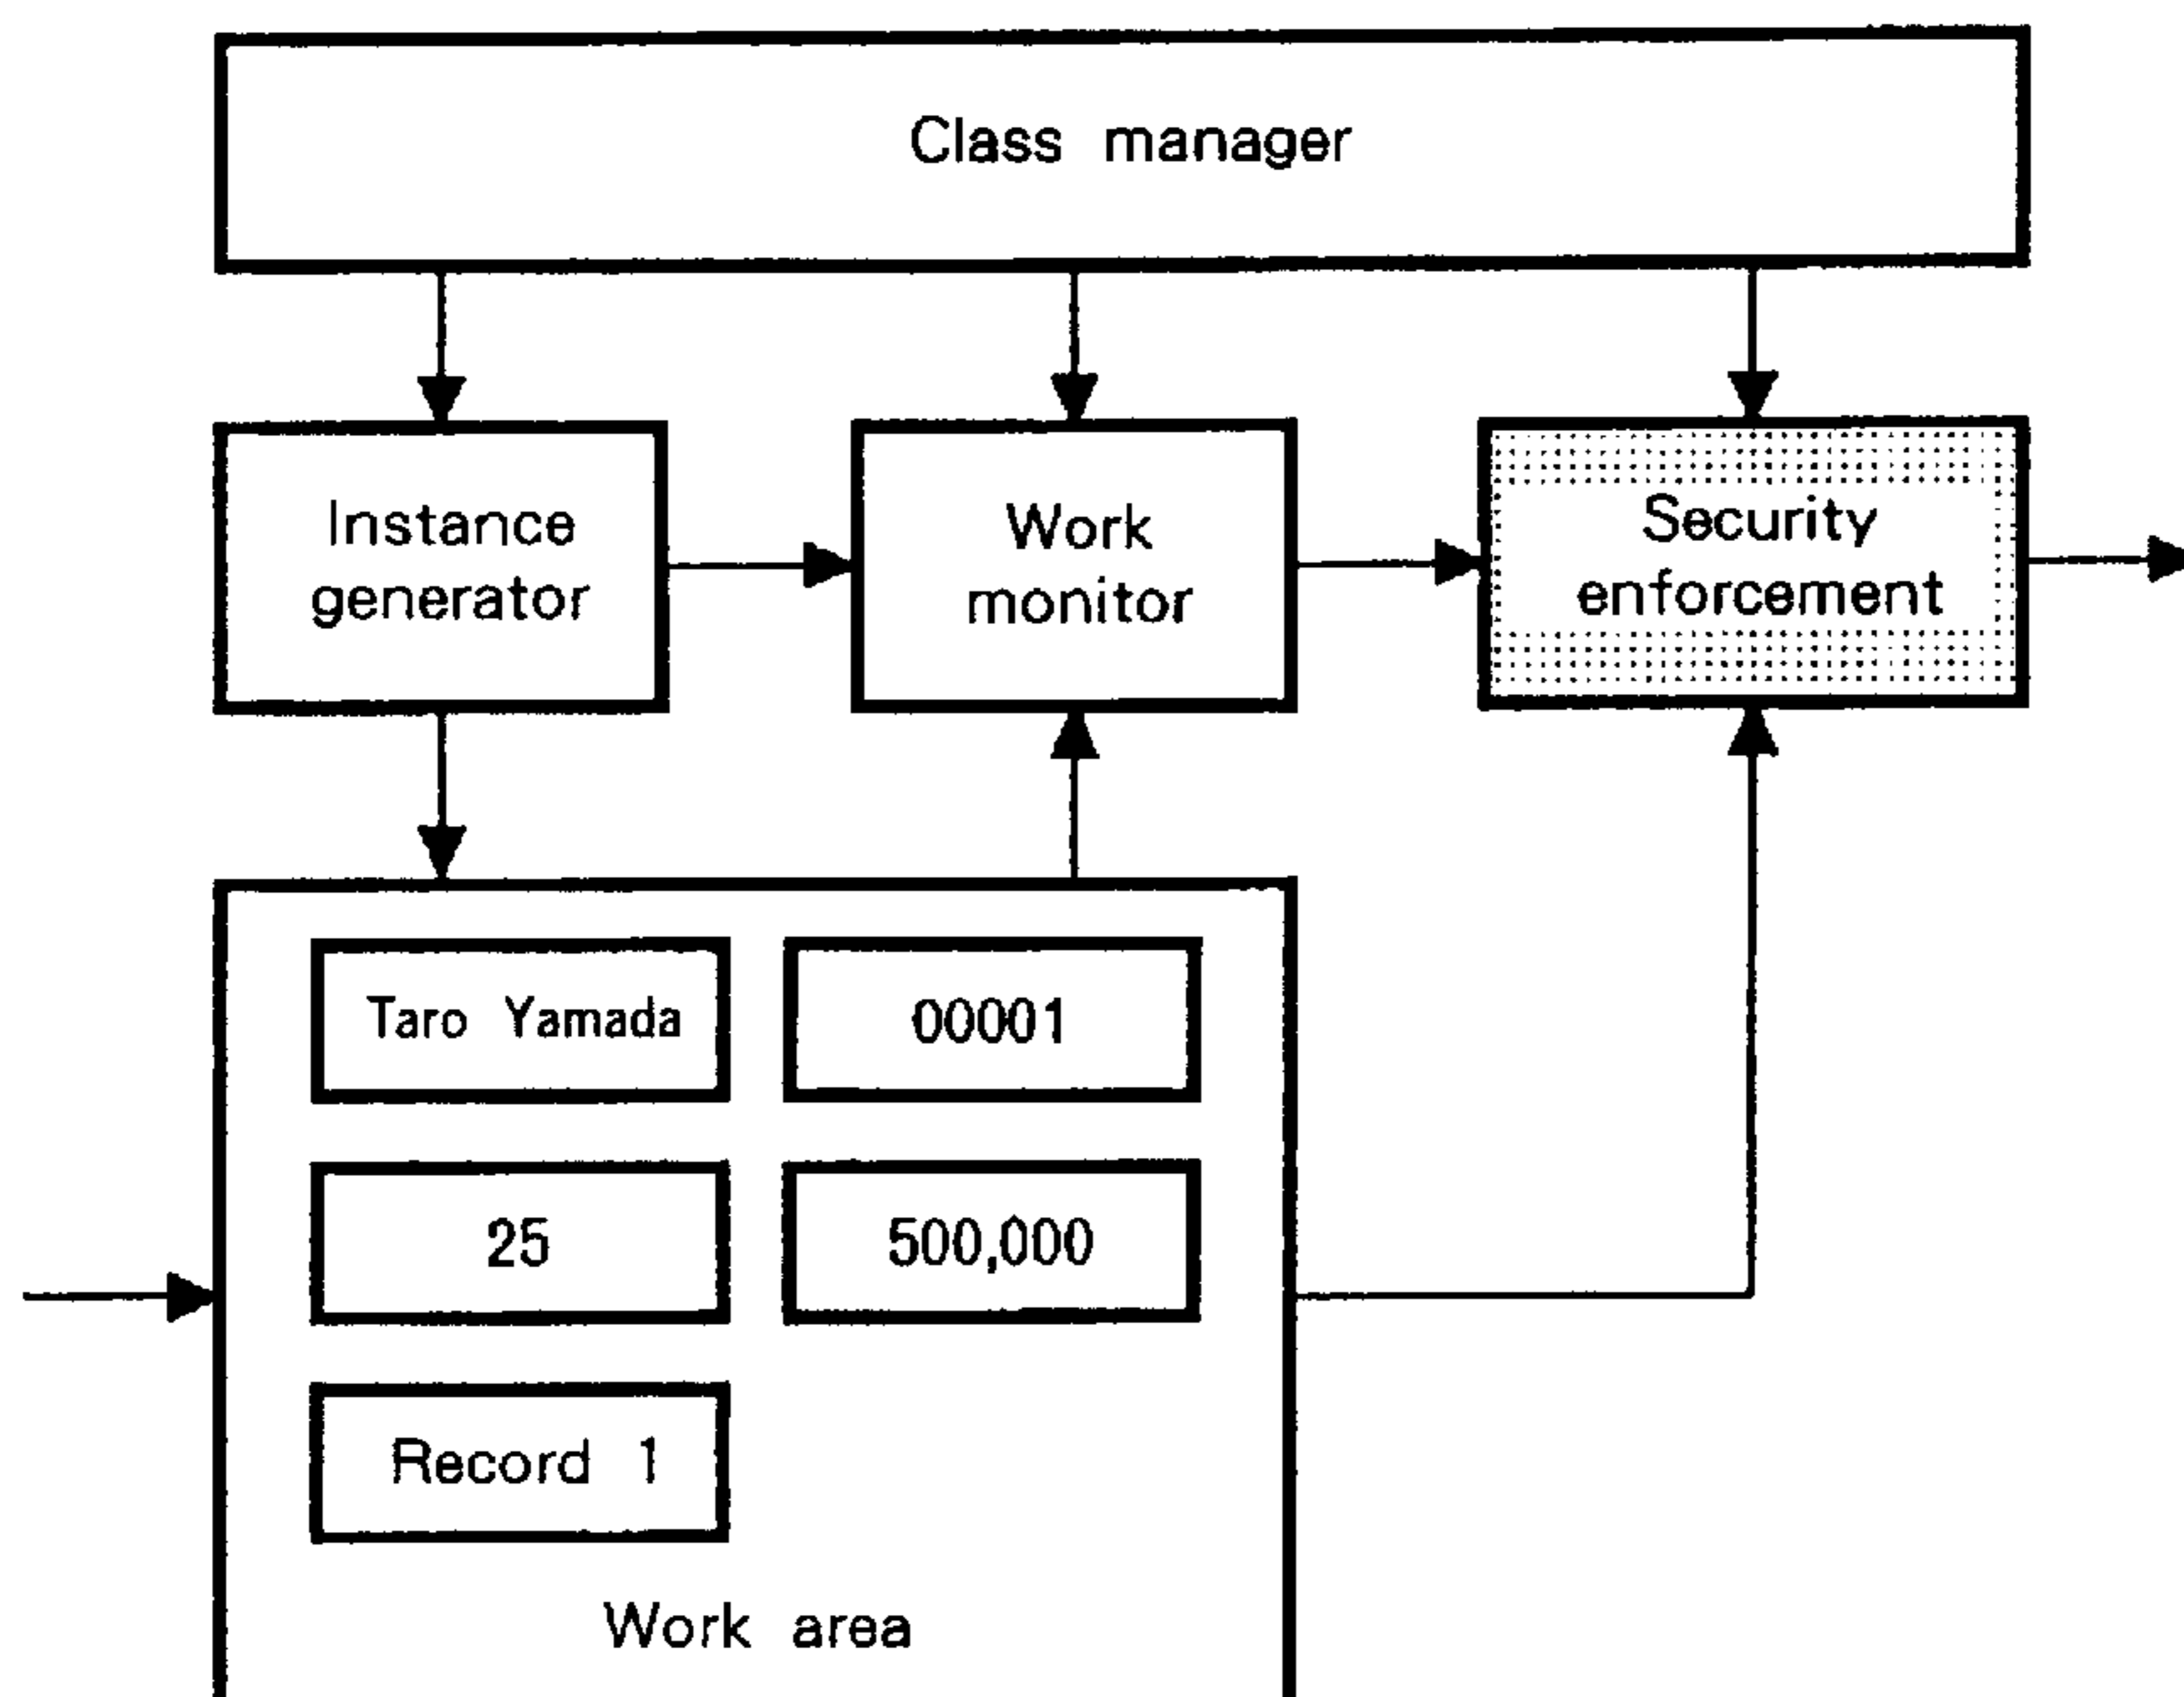 Class manager
Instance
generator
Work
monitor
Security
enforcement
Taro Yamada
00001
25
500,000
Record 1
Work area